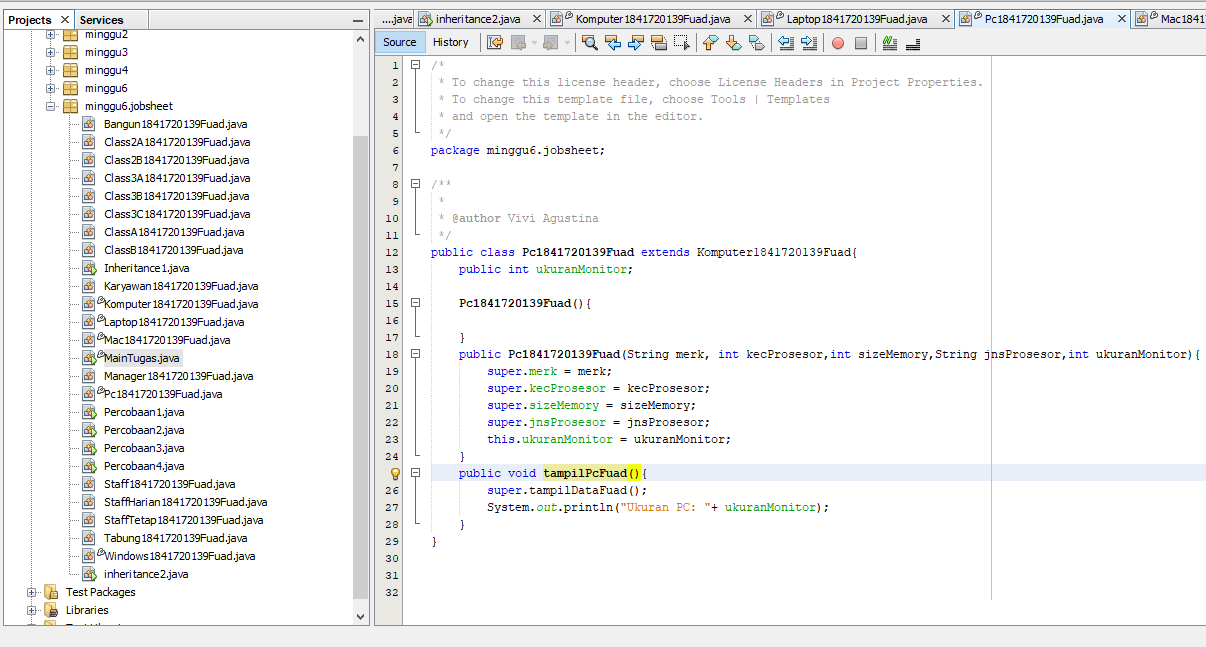 Projects
Services
minggu2
minggu3
minggu4
minggu6
minggu6.jobsheet
Bangun1841720139Fuad.java
Class2A1841720139Fuad.java
Class2B1841720139Fuad.java
Class3A1841720139Fuad.java
Class3B1841720139Fuad.java
Class3C1841720139Fuad.java
ClassA1841720139Fuad.java
ClassB1841720139Fuad.java
Inheritance1.java
Karyawan1841720139Fuad.java
Komputer1841720139Fuad.java
Laptop1841720139Fuad.java
Mac1841720139Fuad.java
MainTugas.java
Manager1841720139Fuad.java
Pc1841720139Fuad.java
Percobaan1.java
Percobaan2.java
Percobaan3.java
Percobaan4.java
Staff1841720139Fuad.java
StaffHarian1841720139Fuad.java
StaffTetap1841720139Fuad.java
Tabung1841720139Fuad.java
Windows1841720139Fuad.java
inheritance2.java
Test Packages
Libraries
....java
inheritance2.java
Komputer1841720139Fuad.java
Laptop1841720139Fuad.java
Pc1841720139Fuad.java
Mac1841
Source
History
1 /*
2 * To change this license header, choose License Headers in Project Properties.
3 * To change this template file, choose Tools | Templates
4 * and open the template in the editor.
5 */
6 package minggu6.jobsheet;
7
8 /**
9 *
10 * @author Vivi Agustina
11 */
12 public class Pc1841720139Fuad extends Komputer1841720139Fuad{
13 public int ukuranMonitor;
14
15 Pc1841720139Fuad(){
16
17 }
18 public Pc1841720139Fuad(String merk, int kecProsesor,int sizeMemory,String jnsProsesor,int ukuranMonitor){
19 super.merk = merk;
20 super.kecProsesor = kecProsesor;
21 super.sizeMemory = sizeMemory;
22 super.jnsProsesor = jnsProsesor;
23 this.ukuranMonitor = ukuranMonitor;
24 }
public void tampilPcFuad(){
26 super.tampilDataFuad();
27 System.out.println("Ukuran PC: "+ ukuranMonitor);
28 }
29 }
30
31
32